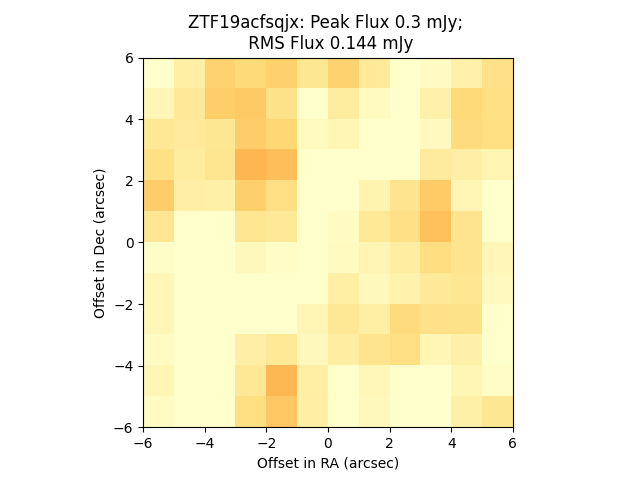 ZTF19acfsqjx: Peak Flux 0.3 mJy;
RMS Flux 0.144 mJy
6
4
2
0
−2
−4
−6
Offset in Dec (arcsec)
−6 −4 −2 0 2 4 6
Offset in RA (arcsec)